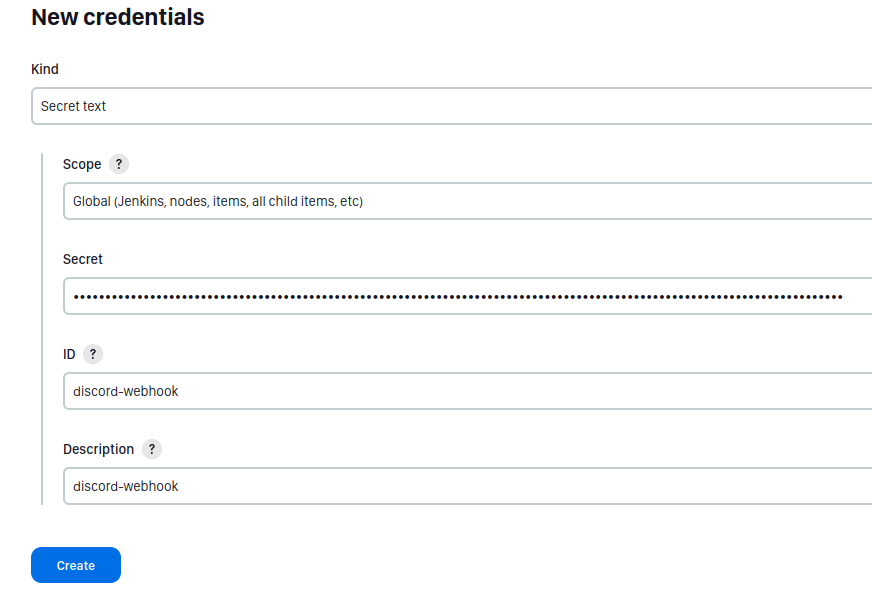 New credentials
Kind
Secret text
Scope ?
Global (Jenkins, nodes, items, all child items, etc)
Secret
ID ?
discord-webhook
Description ?
discord-webhook
Create